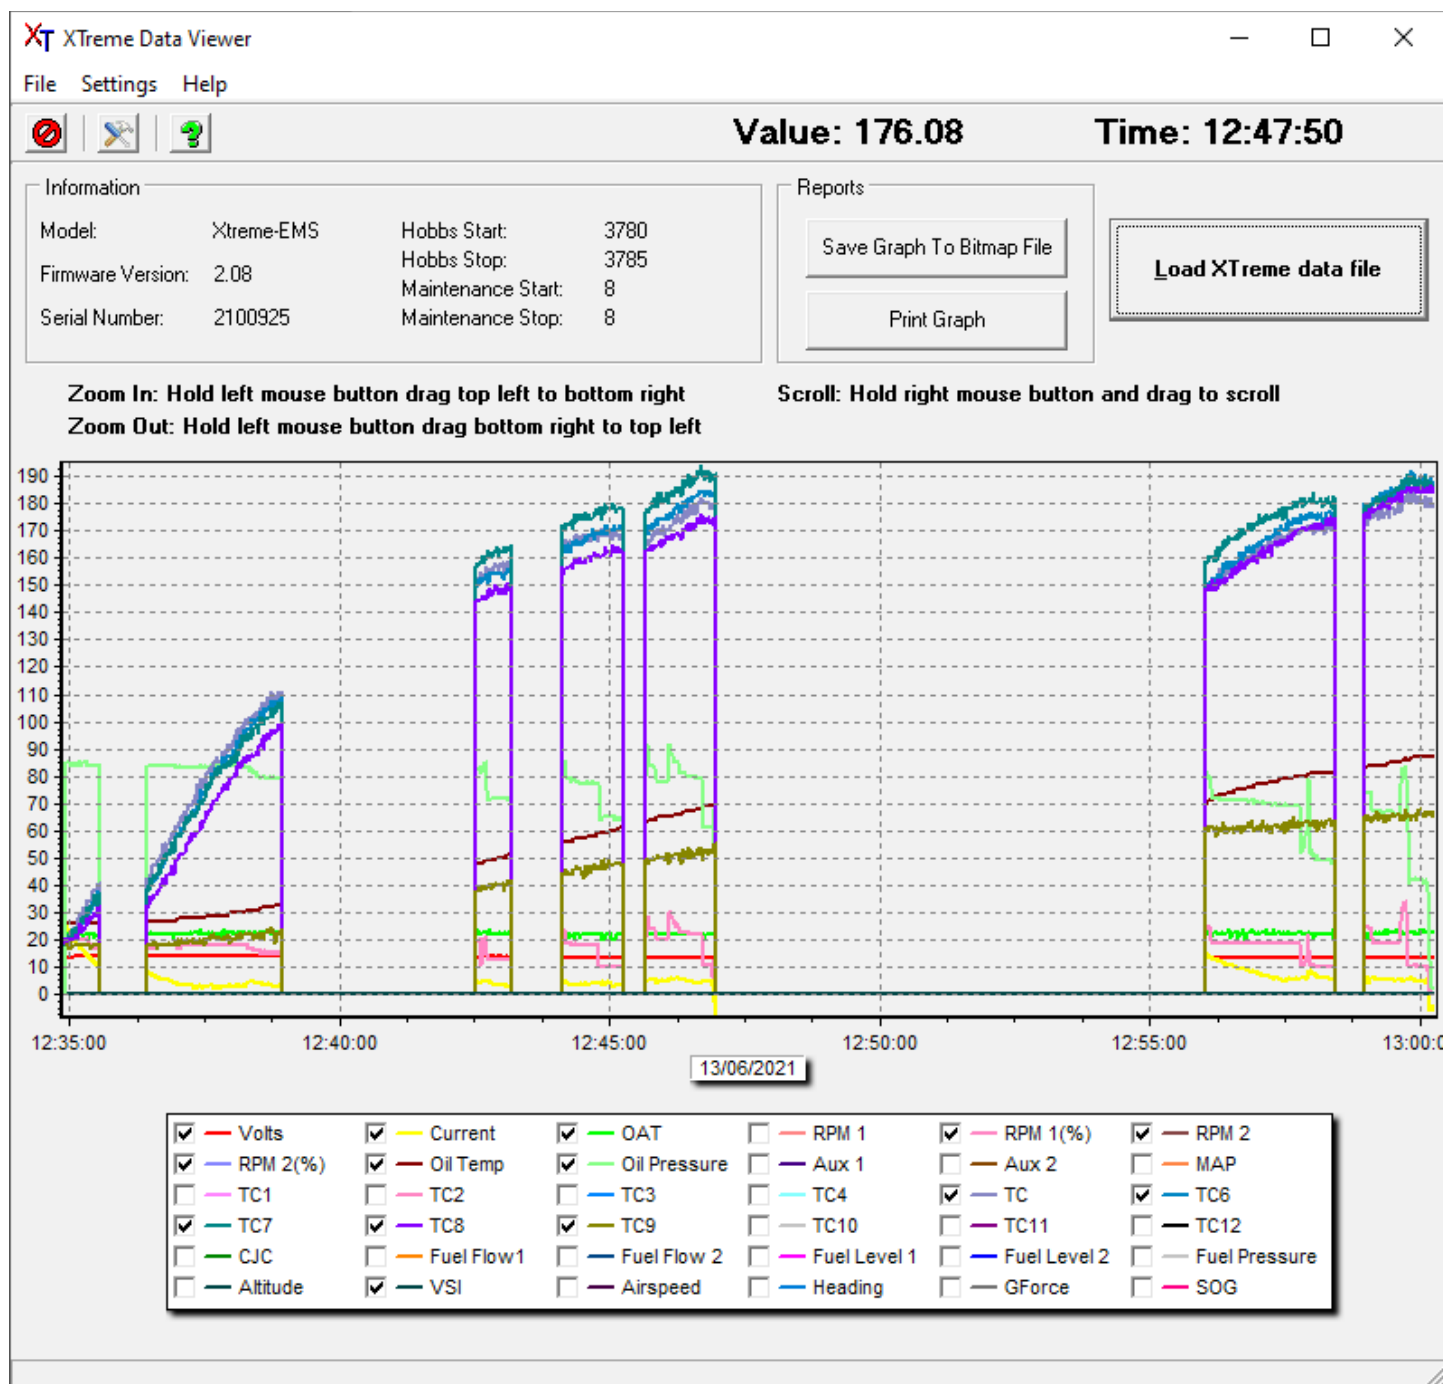 XT XTreme Data Viewer
File Settings Help
Value: 176.08 Time: 12:47:50
Information
Model: Xtreme-EMS
Firmware Version: 2.08
Serial Number: 2100925
Hobbs Start: 3780
Hobbs Stop: 3785
Maintenance Start: 8
Maintenance Stop: 8
Reports
Save Graph To Bitmap File
Print Graph
Load XTreme data file
Zoom In: Hold left mouse button drag top left to bottom right
Zoom Out: Hold left mouse button drag bottom right to top left
Scroll: Hold right mouse button and drag to scroll
190
180
170
160
150
140
130
120
110
100
90
80
70
60
50
40
30
20
10
0
12:35:00 12:40:00 12:45:00 12:50:00 12:55:00 13:00:0
13/06/2021
Volts Current OAT RPM 1 RPM 1(%) RPM 2
RPM 2(%) Oil Temp Oil Pressure Aux 1 Aux 2 MAP
TC1 TC2 TC3 TC4 TC TC6
TC7 TC8 TC9 TC10 TC11 TC12
CJC Fuel Flow1 Fuel Flow 2 Fuel Level 1 Fuel Level 2 Fuel Pressure
Altitude VSI Airspeed Heading GForce SOG